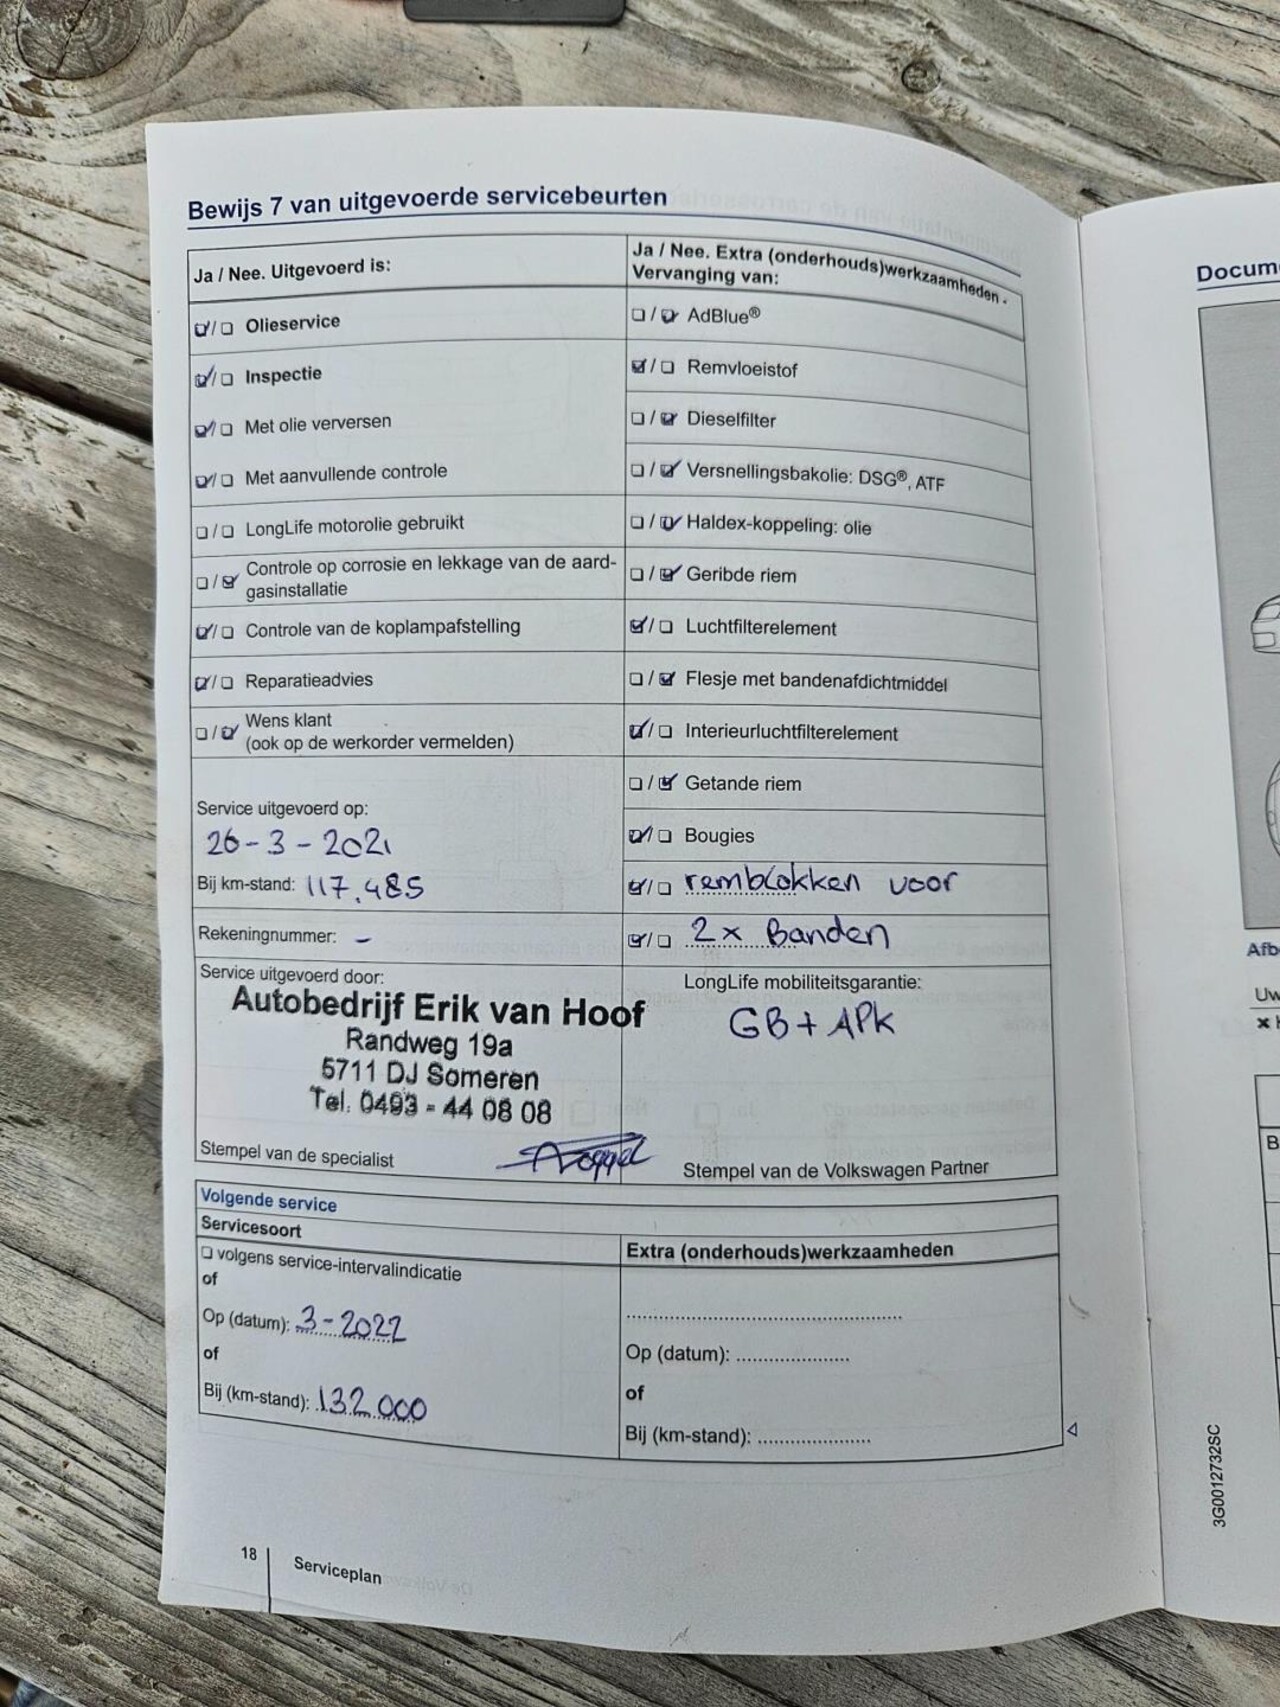 Bewijs 7 van uitgevoerde servicebeurten
Ja / Nee. Uitgevoerd is:
☑/☐ Olieservice
☑/☐ Inspectie
☑/☐ Met olie verversen
☑/☐ Met aanvullende controle
☐/☐ LongLife motorolie gebruikt
☐/☑ Controle op corrosie en lekkage van de aard-
gasinstallatie
☑/☐ Controle van de koplampafstelling
☑/☐ Reparatieadvies
☐/☑ Wens klant
(ook op de werkorder vermelden)
Service uitgevoerd op:
26-3-2021
Bij km-stand: 117.485
Rekeningnummer: -
Service uitgevoerd door:
Autobedrijf Erik van Hoof
Randweg 19a
5711 DJ Someren
Tel. 0493 - 44 08 08
Stempel van de specialist
Ja / Nee. Extra (onderhouds)werkzaamheden -
Vervanging van:
☐/☑ AdBlue®
☑/☐ Remvloeistof
☐/☑ Dieselfilter
☐/☑ Versnellingsbakolie: DSG®, ATF
☐/☑ Haldex-koppeling: olie
☐/☑ Geribde riem
☑/☐ Luchtfilterelement
☐/☑ Flesje met bandenafdichtmiddel
☑/☐ Interieurluchtfilterelement
☐/☑ Getande riem
☑/☐ Bougies
☑/☐ remblokken voor
☑/☐ 2x Banden
LongLife mobiliteitsgarantie:
GB + APK
Stempel van de Volkswagen Partner
Volgende service
Servicesoort
☐ volgens service-intervalindicatie
of
Op (datum): 3-2022
of
Bij (km-stand): 132.000
Extra (onderhouds)werkzaamheden
....................
Op (datum): ....................
of
Bij (km-stand): ....................
18
Serviceplan
Docum
Afb
Uw
3G0012732SC